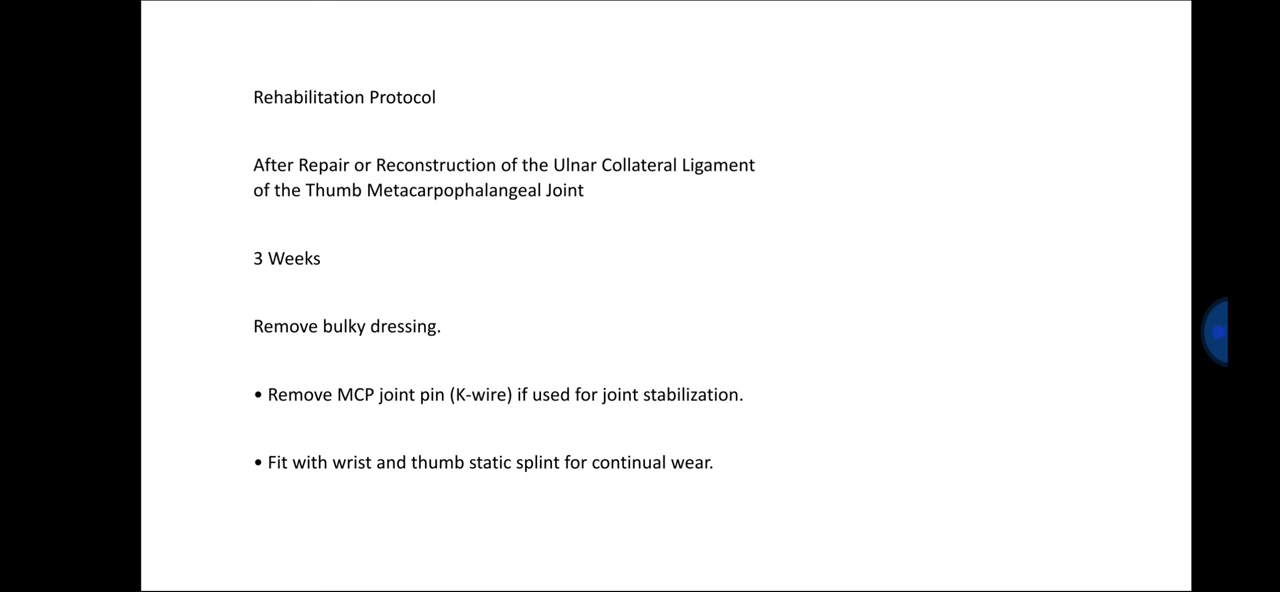 Rehabilitation Protocol
After Repair or Reconstruction of the Ulnar Collateral Ligament
of the Thumb Metacarpophalangeal Joint
3 Weeks
Remove bulky dressing.
• Remove MCP joint pin (K-wire) if used for joint stabilization.
• Fit with wrist and thumb static splint for continual wear.